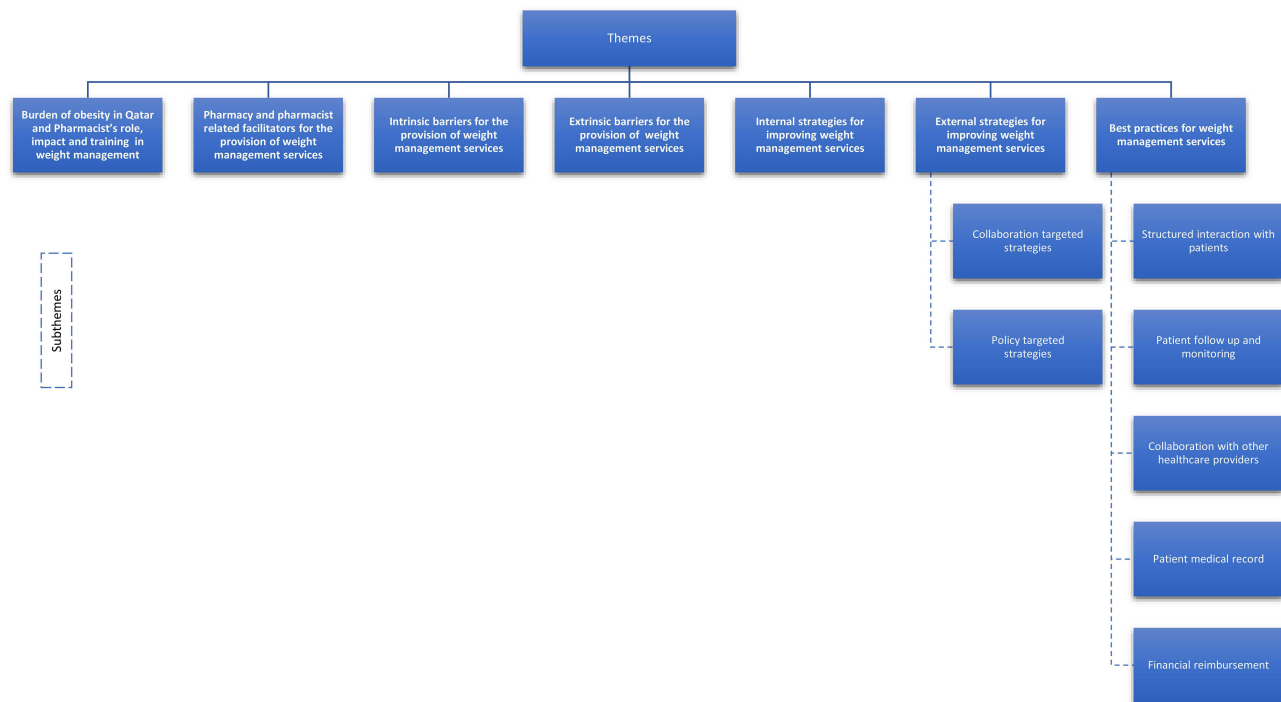 Themes
Burden of obesity in Qatar
and Pharmacist's role,
impact and training in
weight management
Pharmacy and pharmacist
related facilitators for the
provision of weight
management services
Intrinsic barriers for the
provision of weight
management services
Extrinsic barriers for the
provision of weight
management services
Internal strategies for
improving weight
management services
External strategies for
improving weight
management services
Best practices for weight
management services
Subthemes
Collaboration targeted
strategies
Policy targeted
strategies
Structured interaction with
patients
Patient follow up and
monitoring
Collaboration with other
healthcare providers
Patient medical record
Financial reimbursement